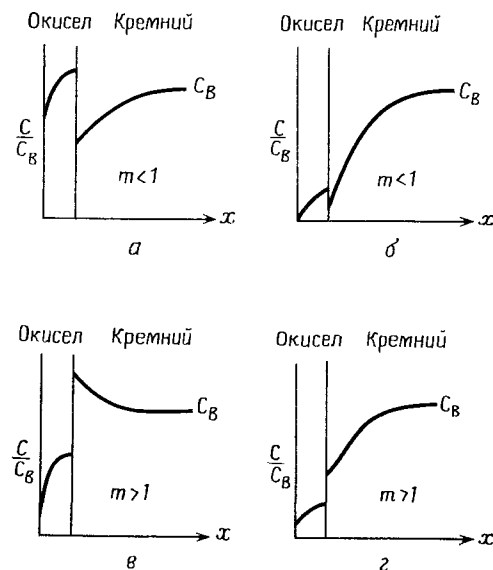 Окисел Кремний
C/C_B
C_B
m<1
x
а
Окисел Кремний
C/C_B
C_B
m<1
x
б
Окисел Кремний
C/C_B
C_B
m>1
x
в
Окисел Кремний
C/C_B
C_B
m>1
x
г